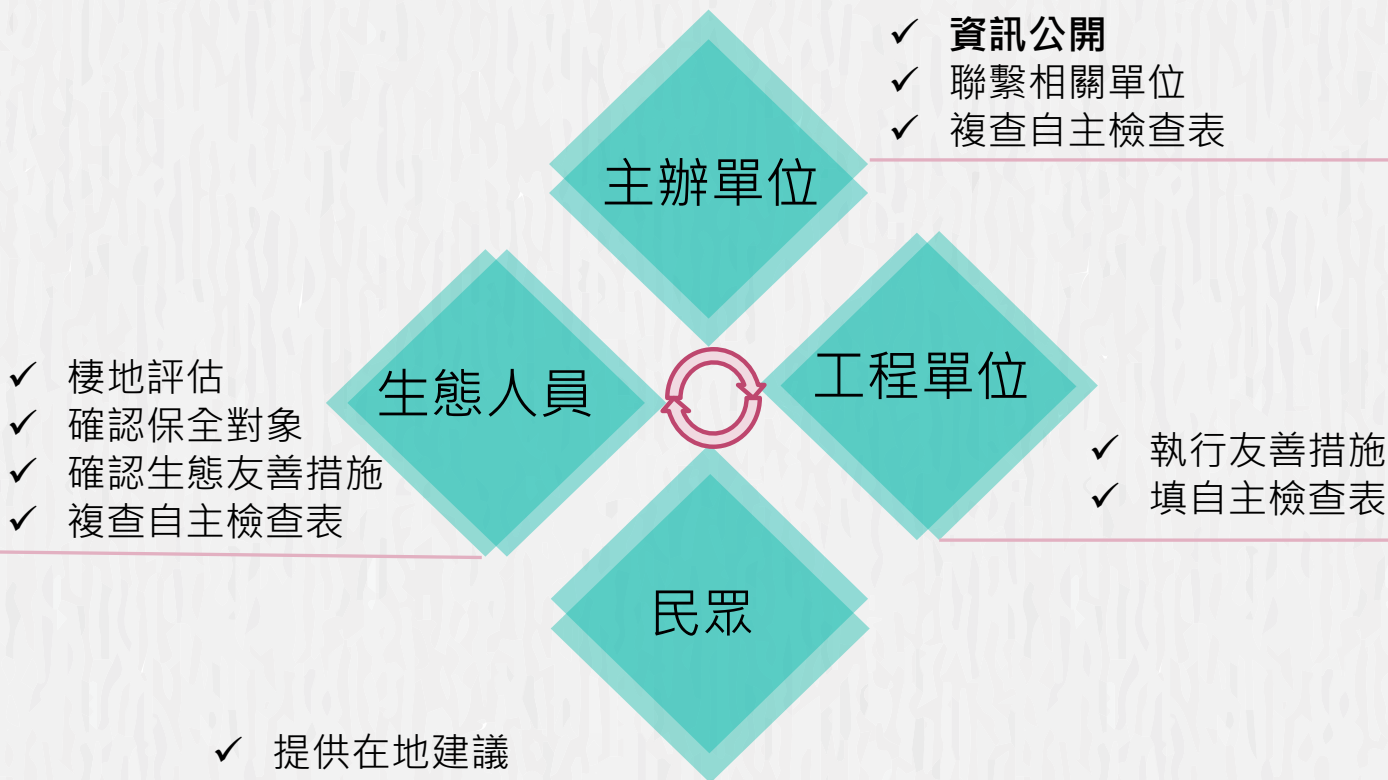 ✓ 資訊公開
✓ 聯繫相關單位
✓ 複查自主檢查表
主辦單位
生態人員
工程單位
✓ 棲地評估
✓ 確認保全對象
✓ 確認生態友善措施
✓ 複查自主檢查表
✓ 執行友善措施
✓ 填自主檢查表
民眾
✓ 提供在地建議